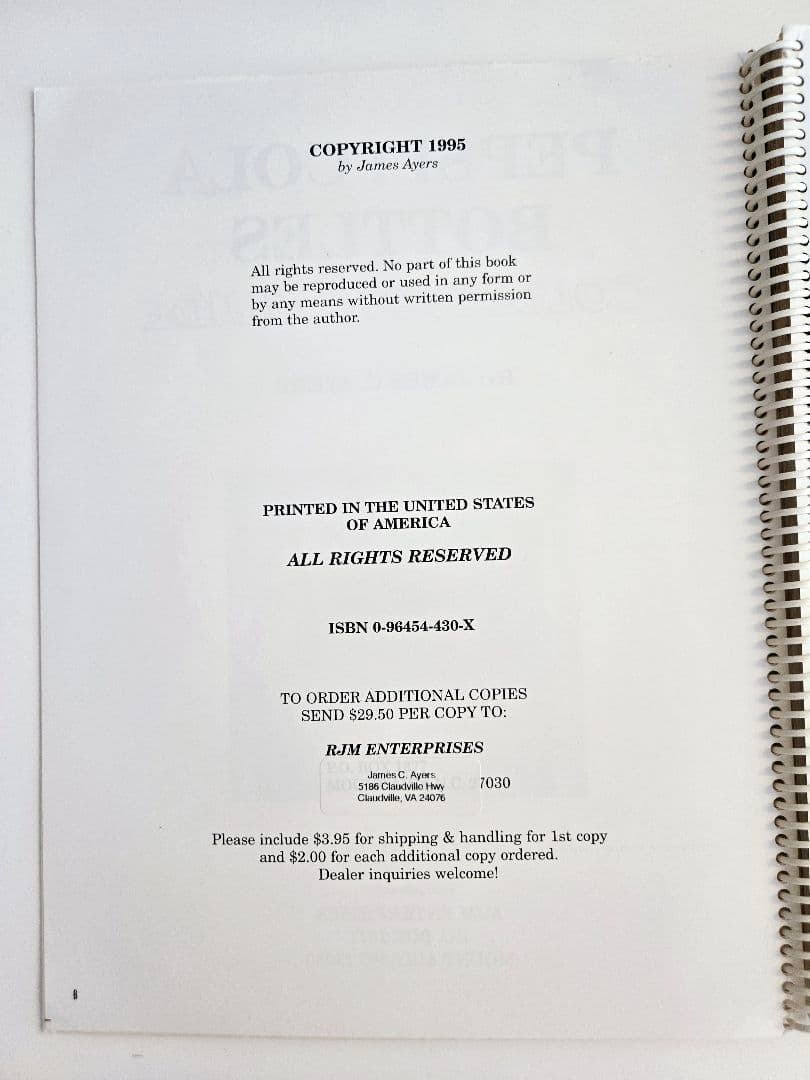 COPYRIGHT 1995
by James Ayers
All rights reserved. No part of this book
may be reproduced or used in any form or
by any means without written permission
from the author.
PRINTED IN THE UNITED STATES
OF AMERICA
ALL RIGHTS RESERVED
ISBN 0-96454-430-X
TO ORDER ADDITIONAL COPIES
SEND $29.50 PER COPY TO:
RJM ENTERPRISES
James C. Ayers
5186 Claudville Hwy
Claudville, VA 24076
7030
Please include $3.95 for shipping & handling for 1st copy
and $2.00 for each additional copy ordered.
Dealer inquiries welcome!